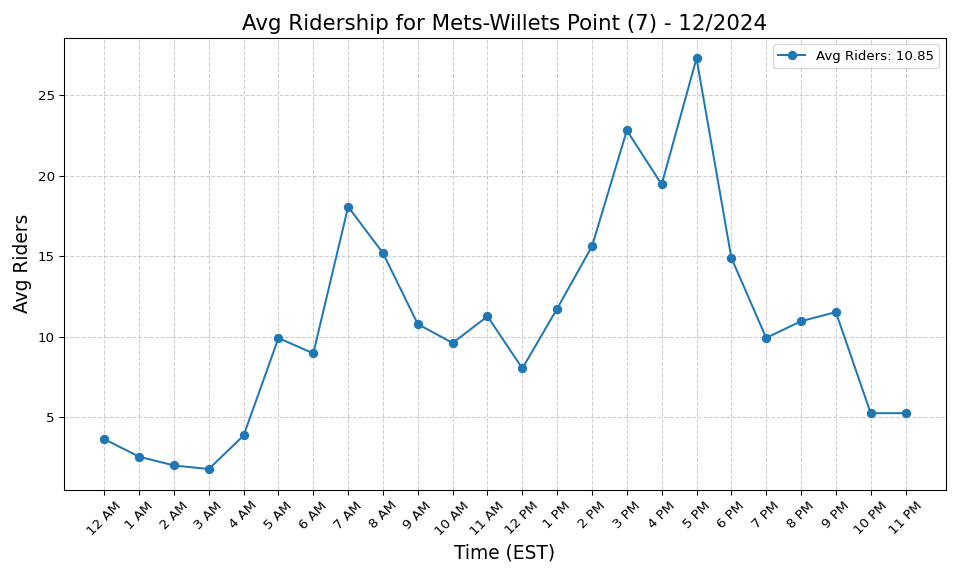 Avg Ridership for Mets-Willets Point (7) - 12/2024
Avg Riders: 10.85
Avg Riders
25
20
15
10
5
12 AM
1 AM
2 AM
3 AM
4 AM
5 AM
6 AM
7 AM
8 AM
9 AM
10 AM
11 AM
12 PM
1 PM
2 PM
3 PM
4 PM
5 PM
6 PM
7 PM
8 PM
9 PM
10 PM
11 PM
Time (EST)